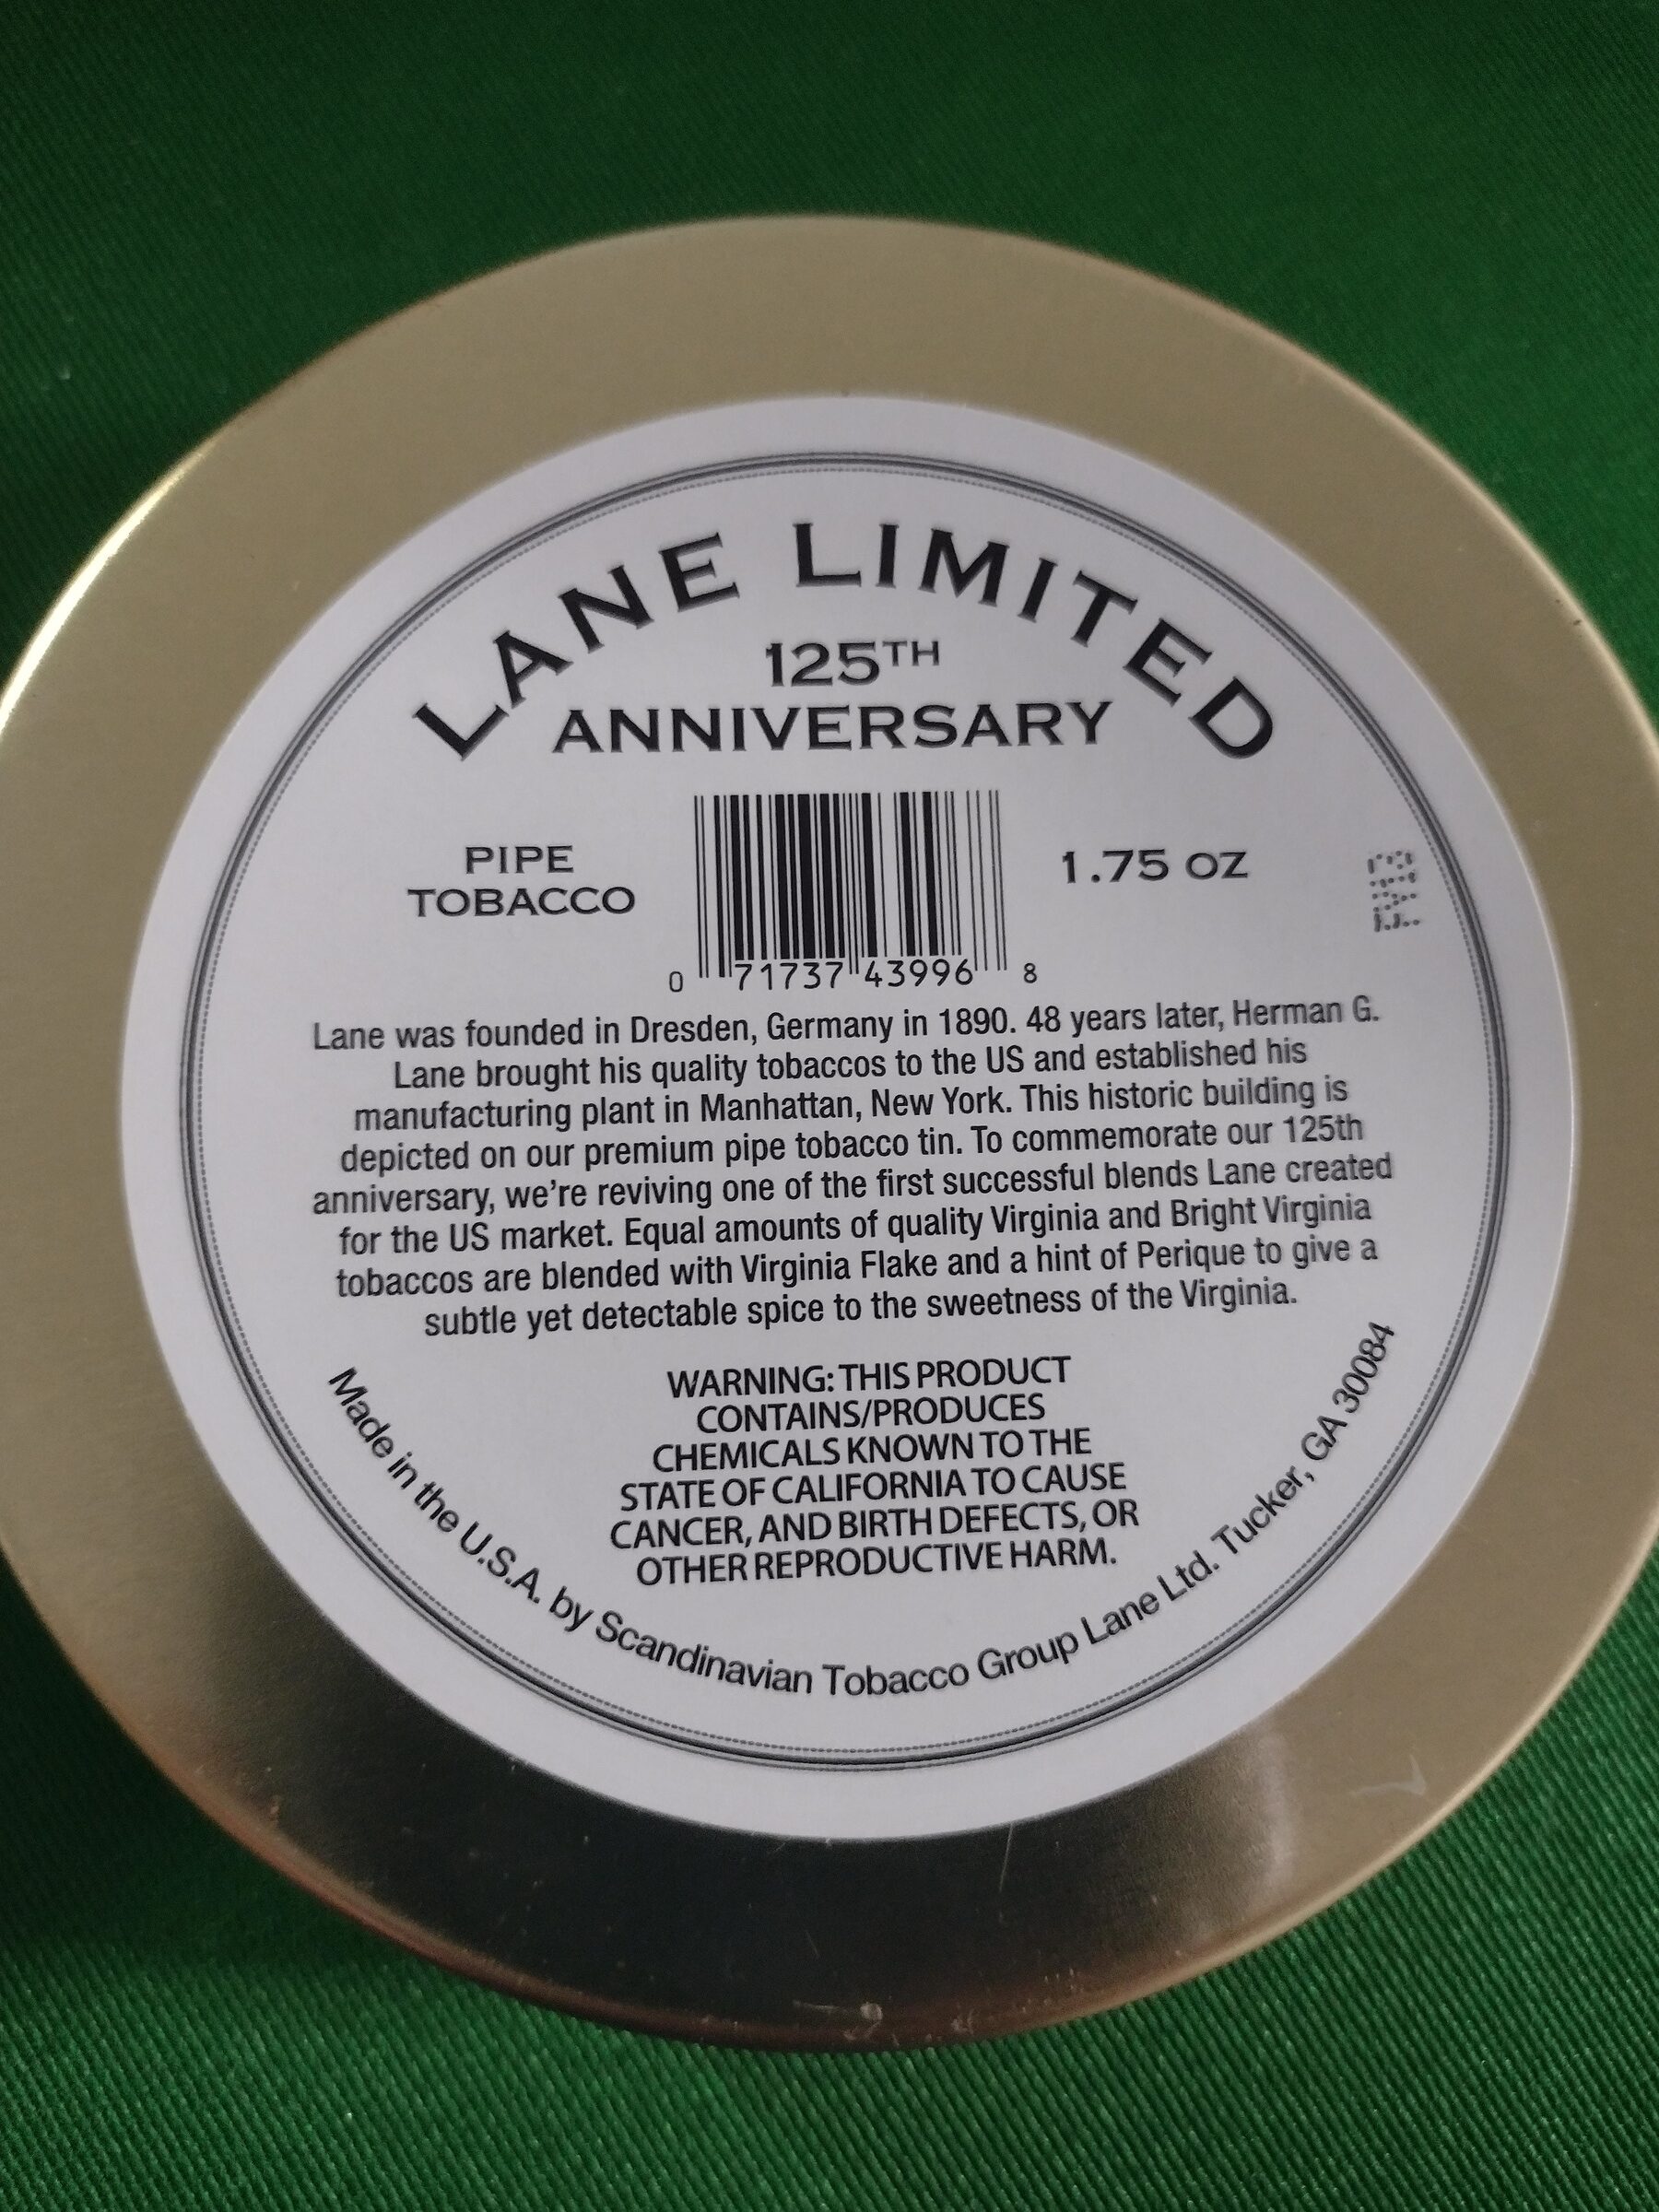 LANE LIMITED
125TH
ANNIVERSARY
PIPE
TOBACCO
1.75 OZ
0 71737 43996 8
Lane was founded in Dresden, Germany in 1890. 48 years later, Herman G.
Lane brought his quality tobaccos to the US and established his
manufacturing plant in Manhattan, New York. This historic building is
depicted on our premium pipe tobacco tin. To commemorate our 125th
anniversary, we're reviving one of the first successful blends Lane created
for the US market. Equal amounts of quality Virginia and Bright Virginia
tobaccos are blended with Virginia Flake and a hint of Perique to give a
subtle yet detectable spice to the sweetness of the Virginia.
WARNING: THIS PRODUCT
CONTAINS/PRODUCES
CHEMICALS KNOWN TO THE
STATE OF CALIFORNIA TO CAUSE
CANCER, AND BIRTH DEFECTS, OR
OTHER REPRODUCTIVE HARM.
Made in the U.S.A. by Scandinavian Tobacco Group Lane Ltd. Tucker, GA 30084